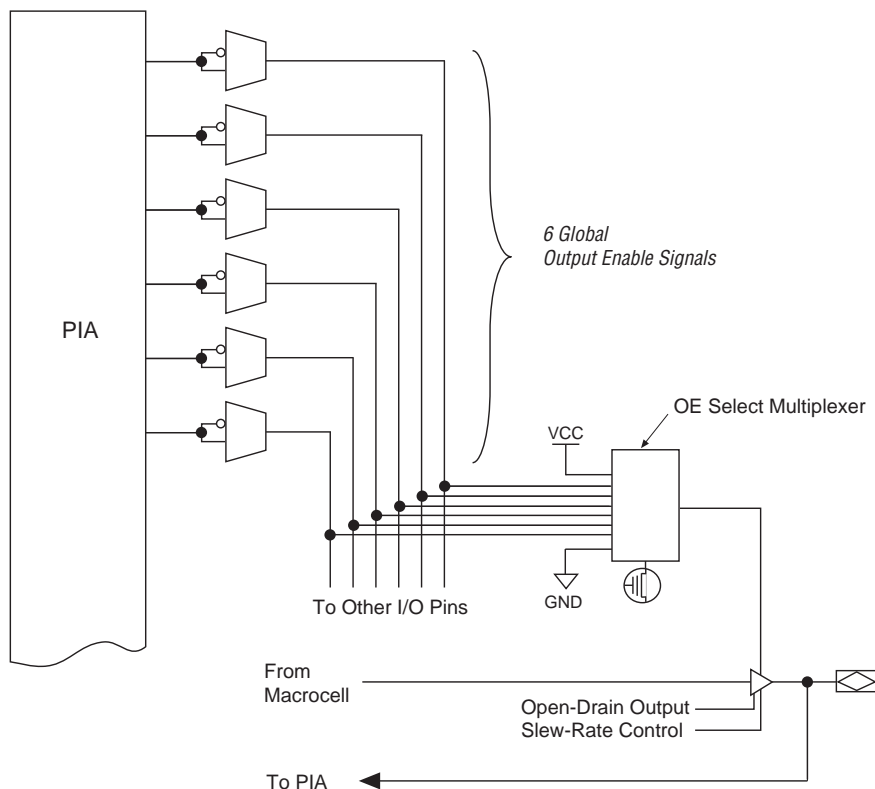 6 Global
Output Enable Signals
PIA
OE Select Multiplexer
VCC
GND
To Other I/O Pins
From
Macrocell
Open-Drain Output
Slew-Rate Control
To PIA